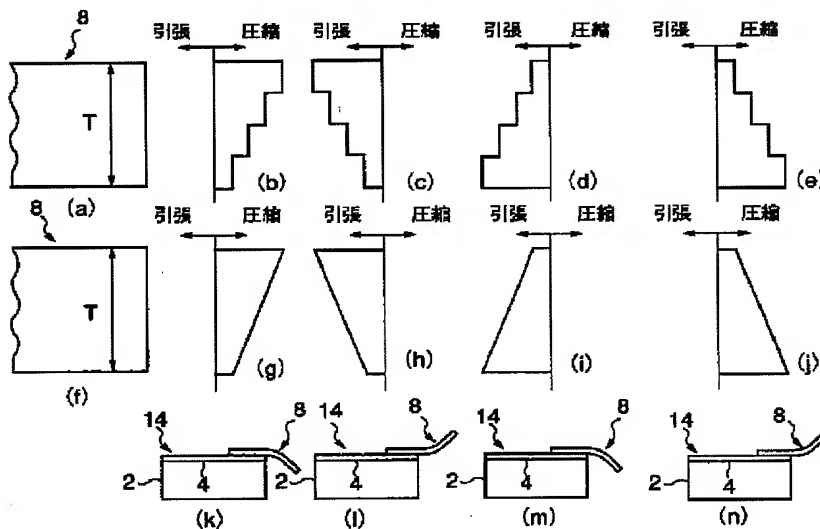 8
引張 圧縮 引張 圧縮 引張 圧縮 引張 圧縮
T
(a) (b) (c) (d) (e)
8
引張 圧縮 引張 圧縮 引張 圧縮 引張 圧縮
T
(f) (g) (h) (i) (j)
14 8 14 8 14 8 14 8
2 4 2 4 2 4 2 4
(k) (l) (m) (n)